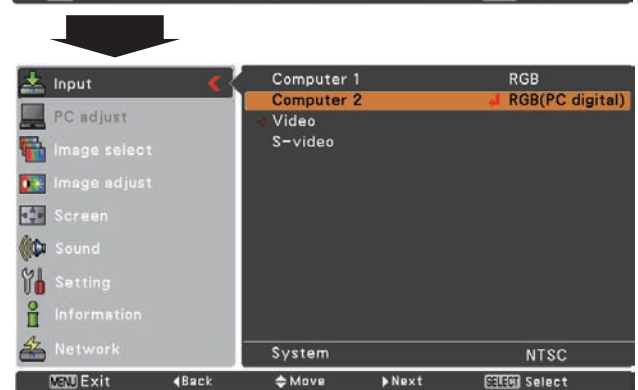 Input
PC adjust
Image select
Image adjust
Screen
Sound
Setting
Information
Network
Computer 1 RGB
Computer 2 RGB(PC digital)
Video
S-video
System NTSC
MENU Exit Back Move Next SELECT Select